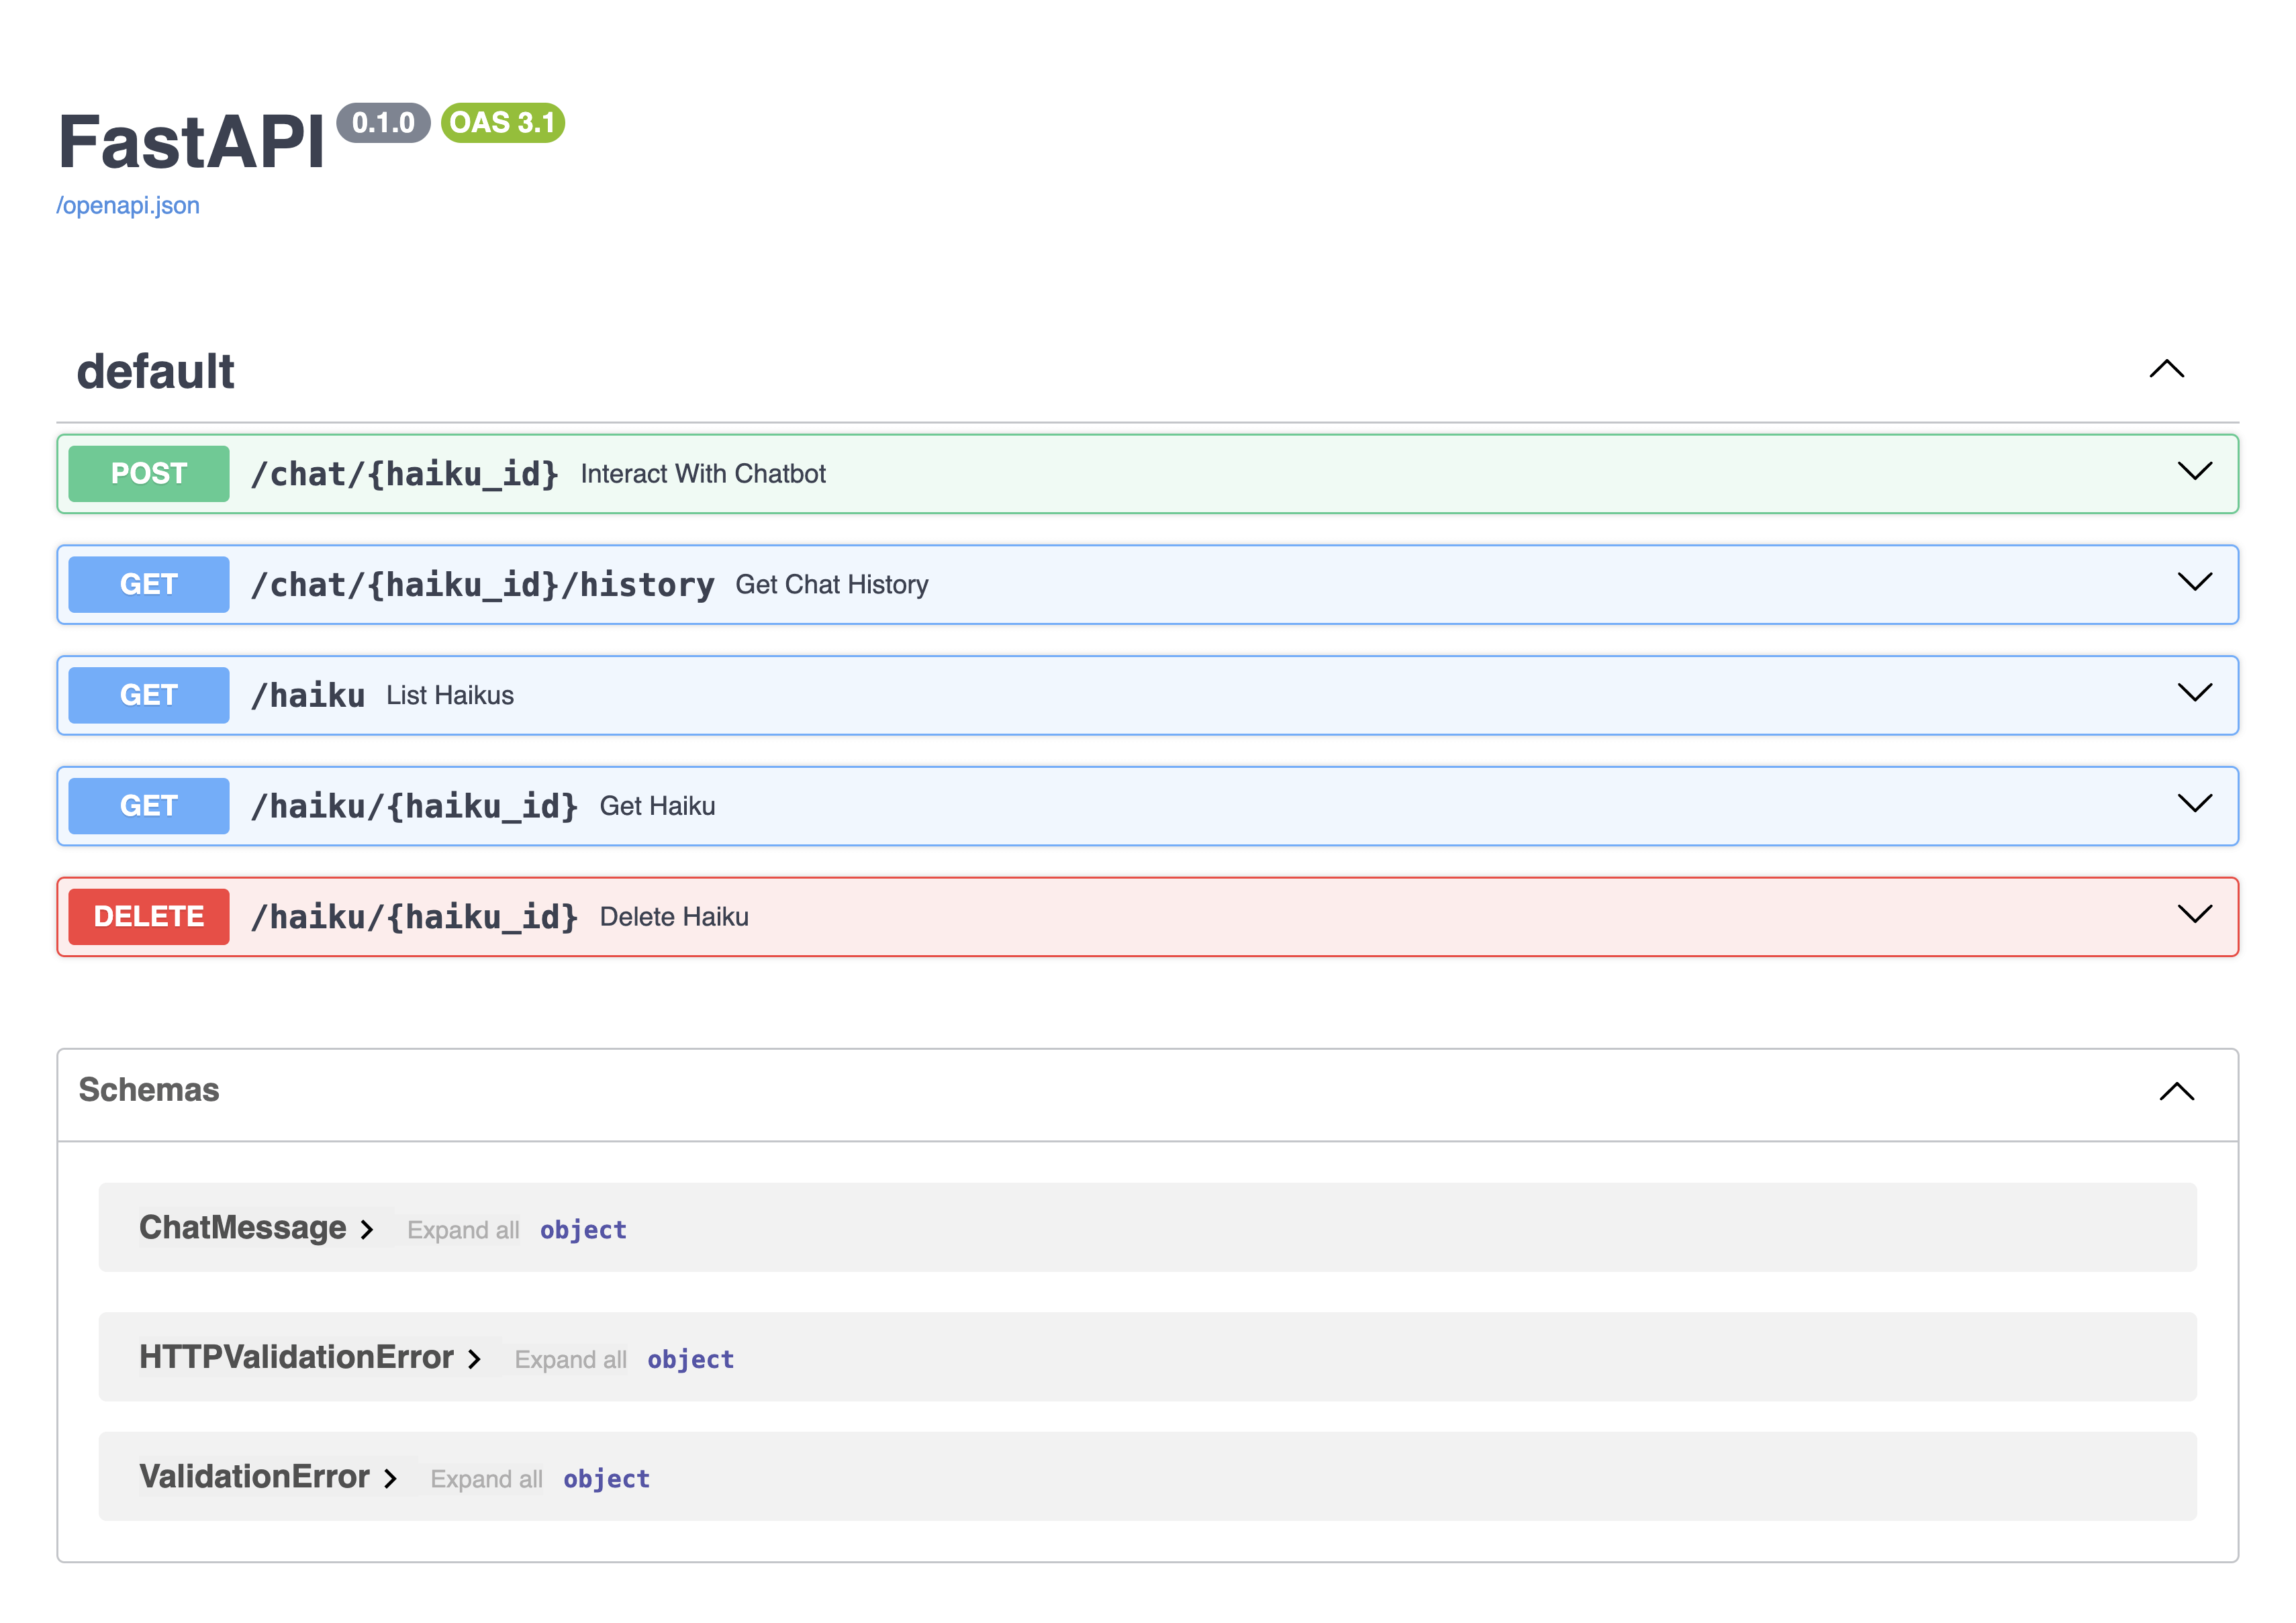 FastAPI 0.1.0 OAS 3.1
/openapi.json
default
POST /chat/{haiku_id} Interact With Chatbot
GET /chat/{haiku_id}/history Get Chat History
GET /haiku List Haikus
GET /haiku/{haiku_id} Get Haiku
DELETE /haiku/{haiku_id} Delete Haiku
Schemas
ChatMessage Expand all object
HTTPValidationError Expand all object
ValidationError Expand all object